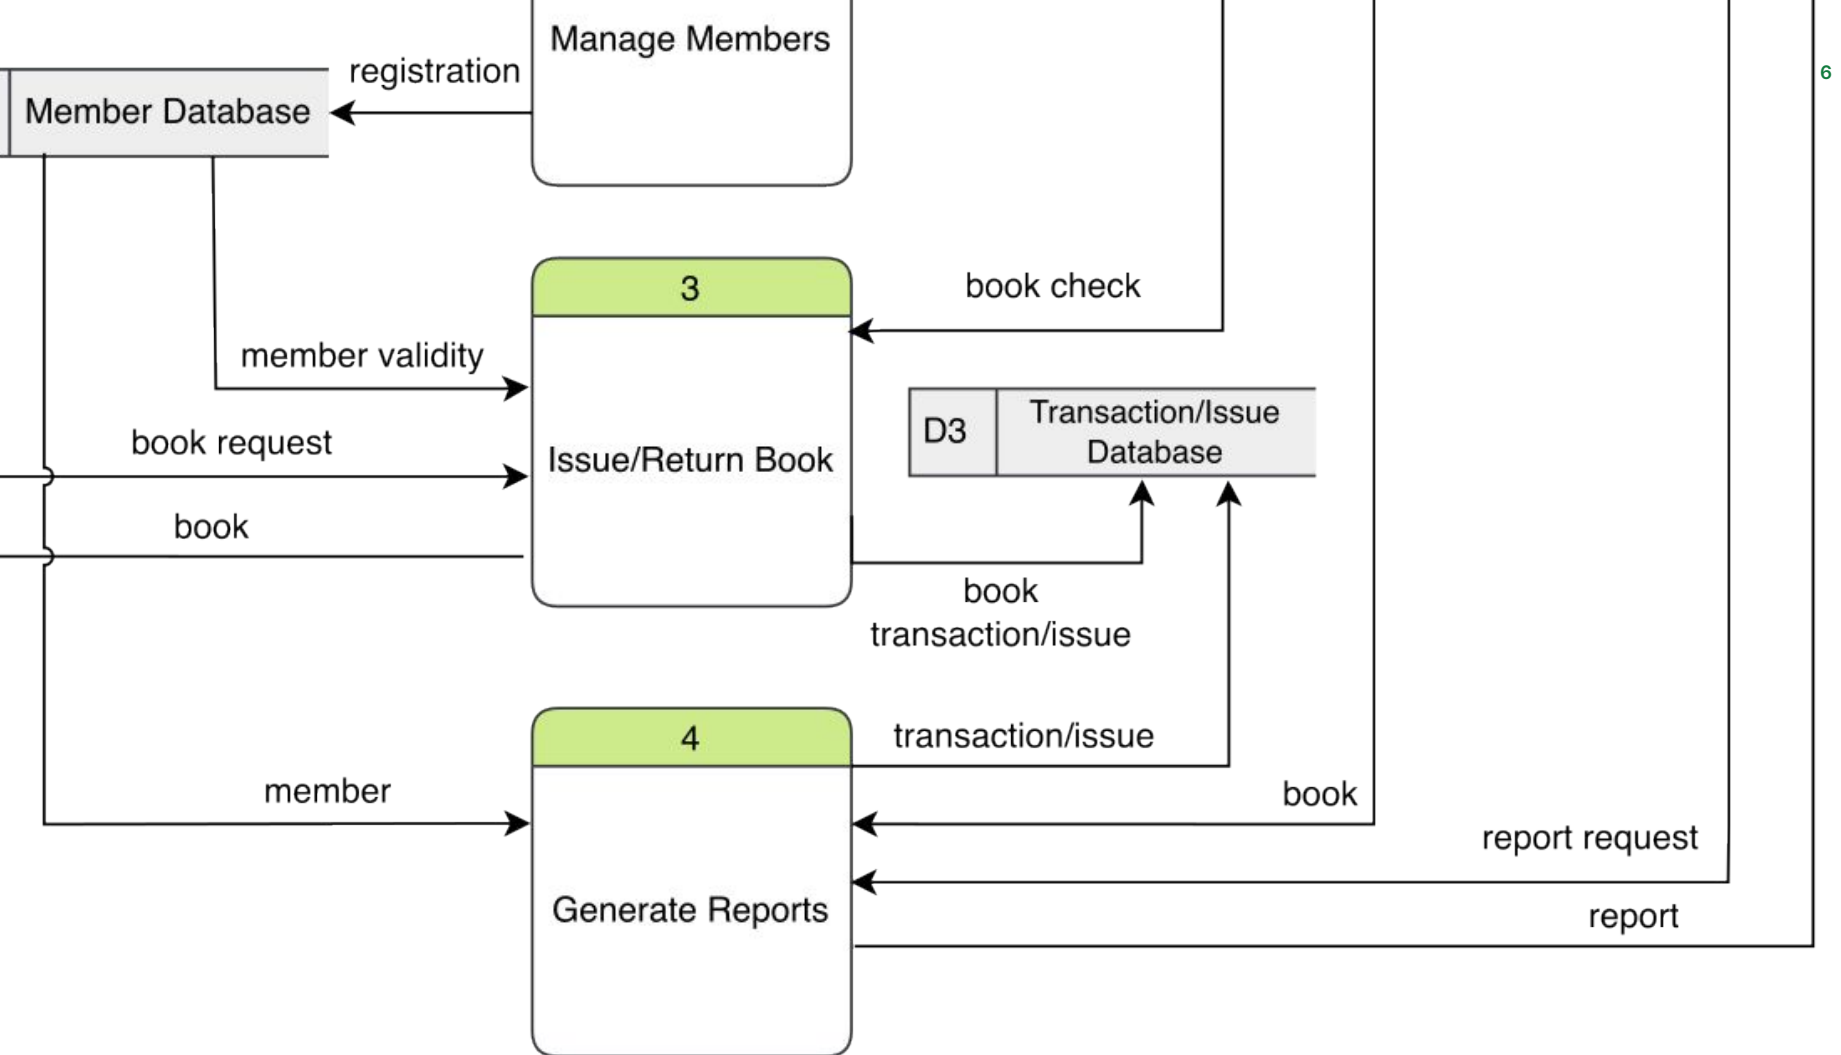 Manage Members
registration
6
Member Database
3
book check
member validity
D3
Transaction/Issue
Database
book request
Issue/Return Book
book
book
transaction/issue
4
transaction/issue
member
book
report request
Generate Reports
report